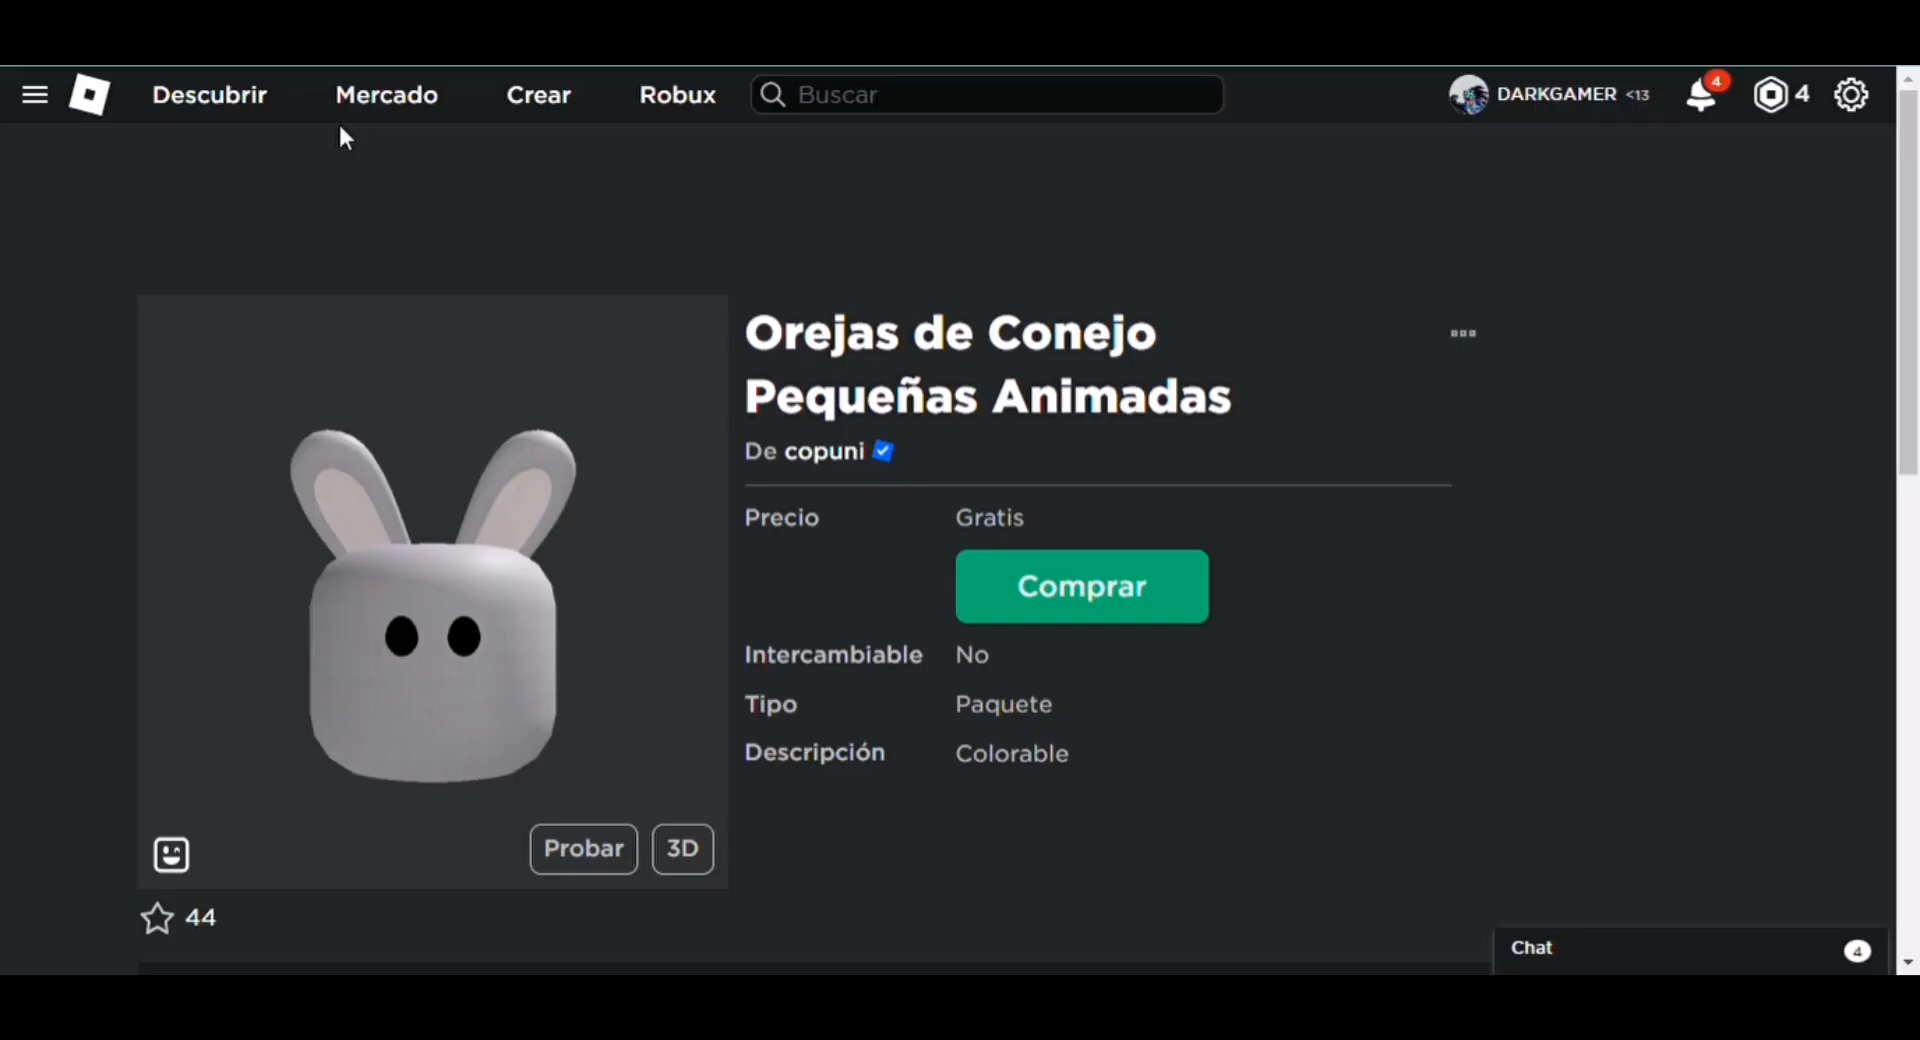 Descubrir Mercado Crear Robux Buscar DARKGAMER <13 4 4
Orejas de Conejo
Pequeñas Animadas
De copuni
Precio Gratis
Comprar
Intercambiable No
Tipo Paquete
Descripción Colorable
Probar 3D
44
Chat 4